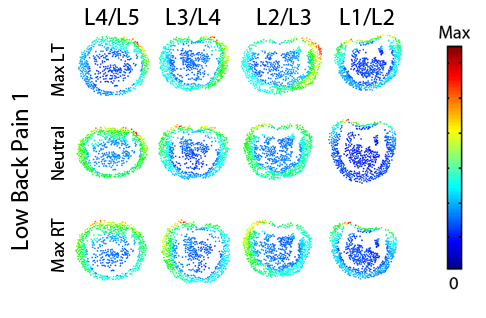 L4/L5 L3/L4 L2/L3 L1/L2
Max
Low Back Pain 1
Max LT
Neutral
Max RT
0